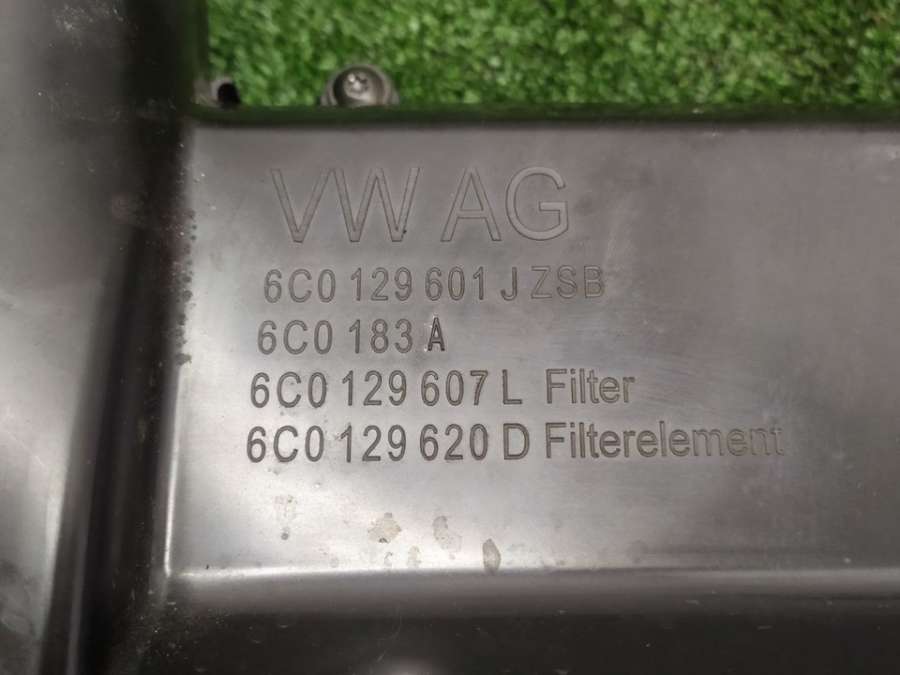 VW AG
6C0 129 601 J ZSB
6C0 183 A
6C0 129 607 L Filter
6C0 129 620 D Filterelement